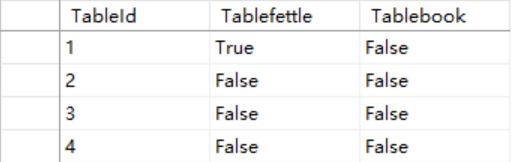 TableId Tablefettle Tablebook
1 True False
2 False False
3 False False
4 False False